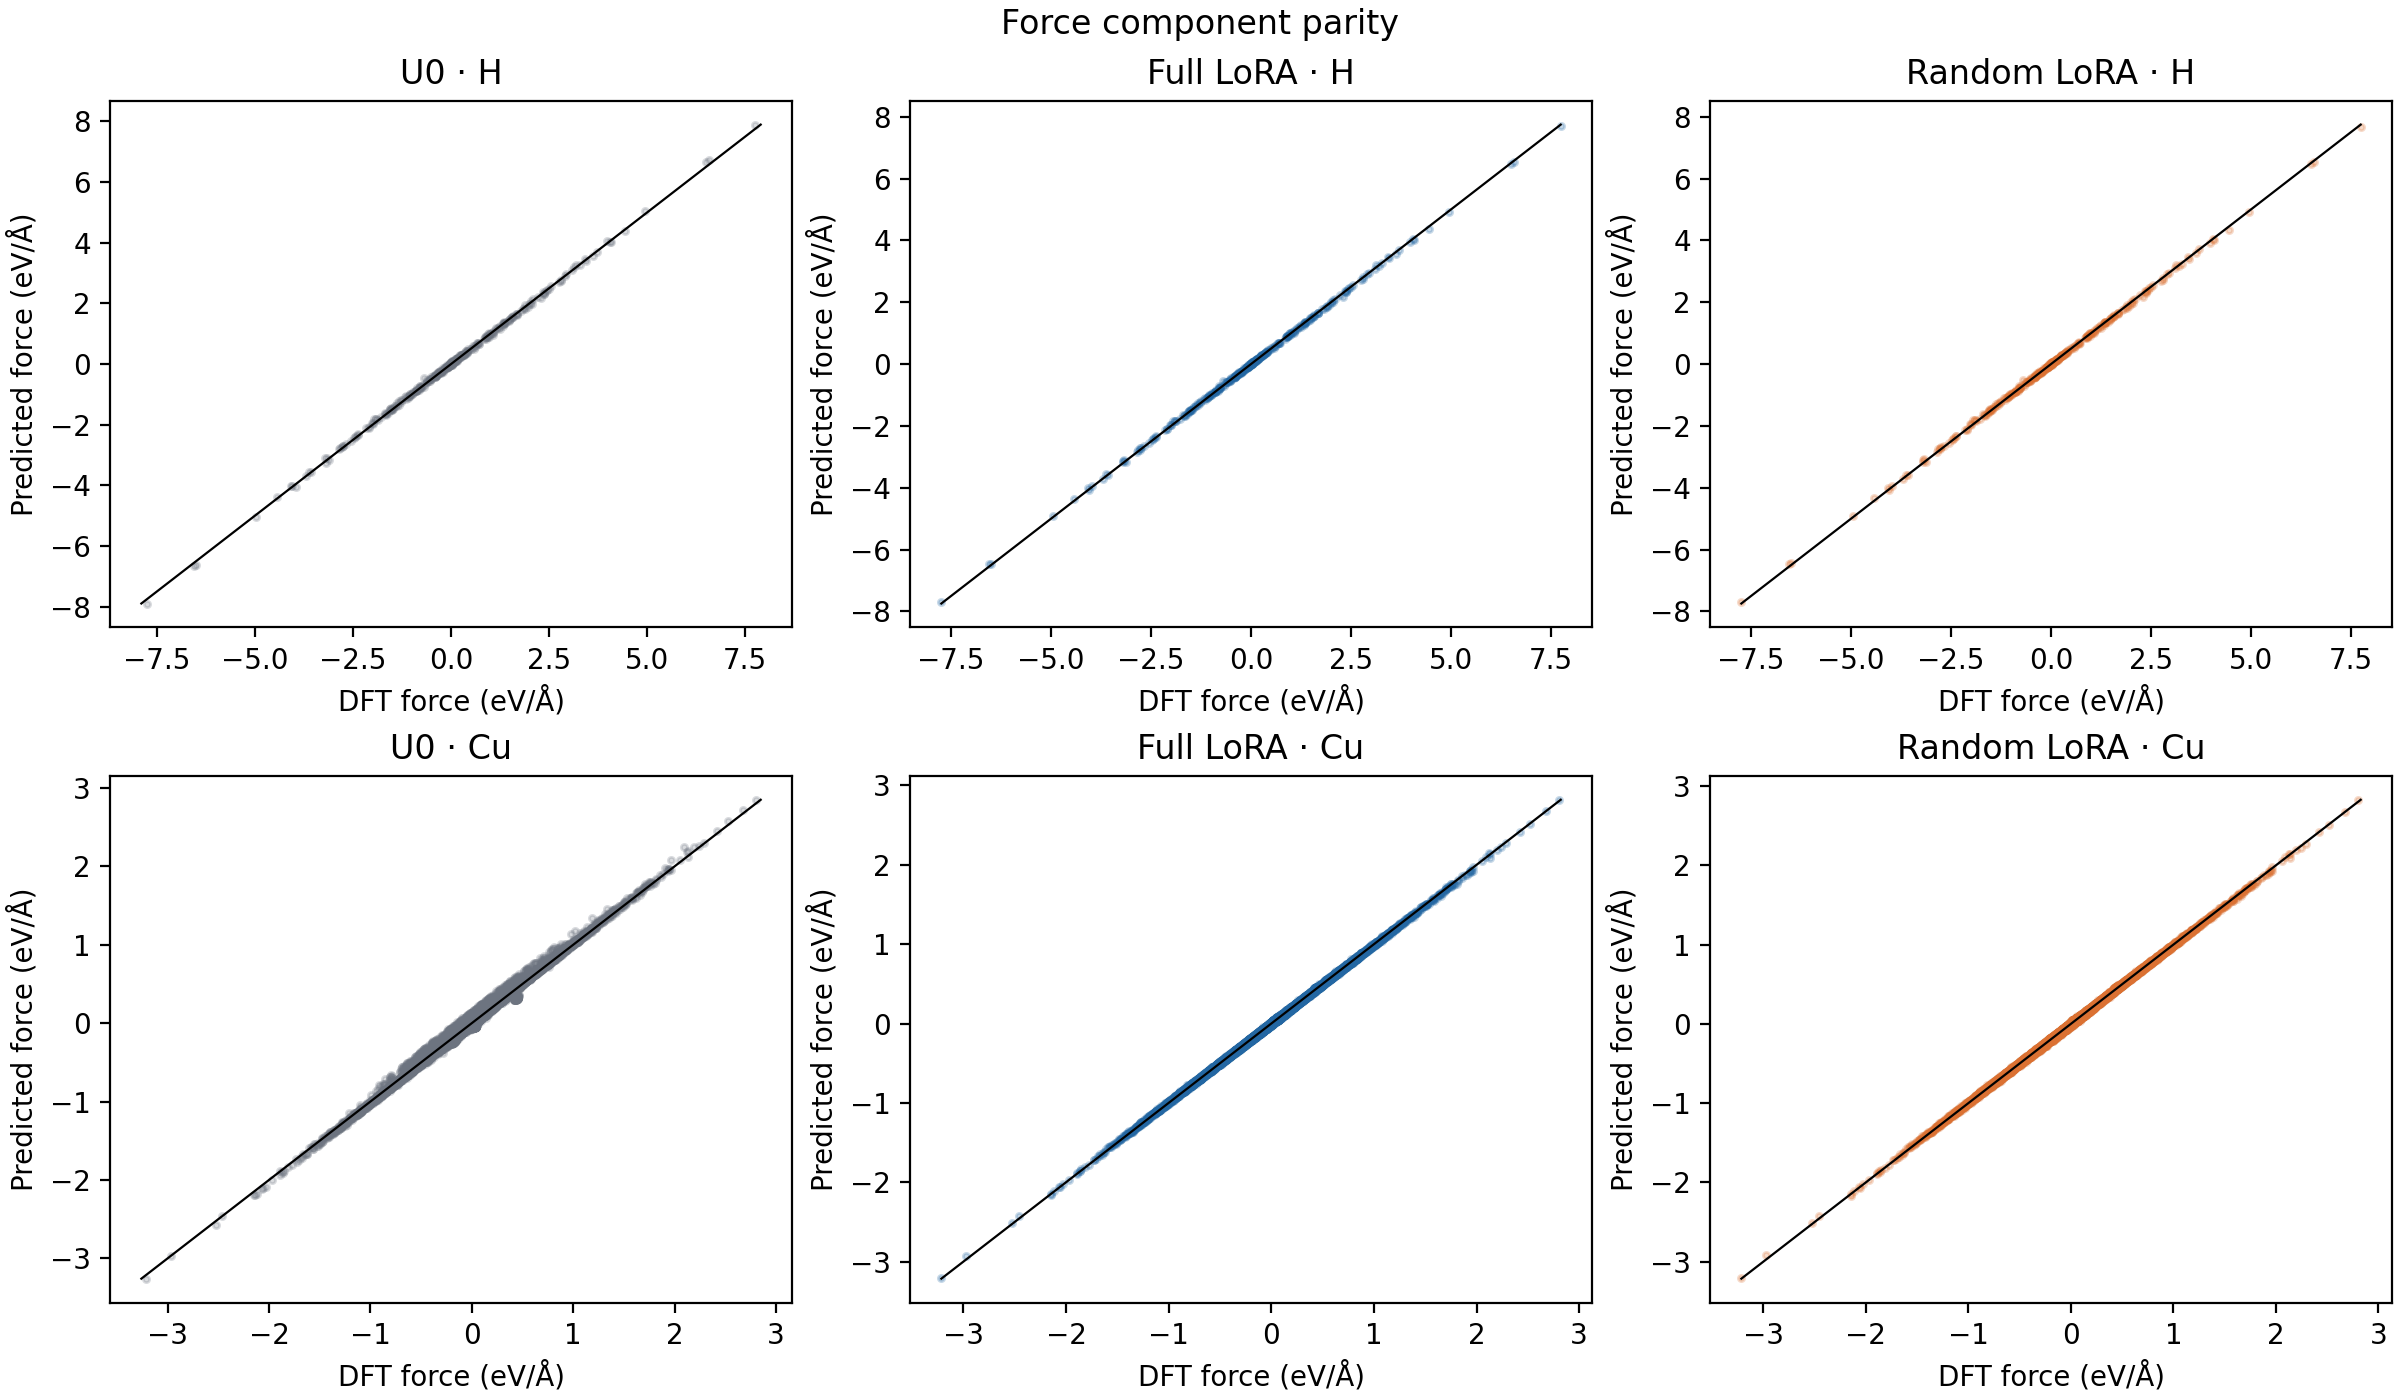 Force component parity
U0 · H
Full LoRA · H
Random LoRA · H
8
6
4
2
0
−2
−4
−6
−8
Predicted force (eV/Å)
−7.5 −5.0 −2.5 0.0 2.5 5.0 7.5
DFT force (eV/Å)
8
6
4
2
0
−2
−4
−6
−8
Predicted force (eV/Å)
−7.5 −5.0 −2.5 0.0 2.5 5.0 7.5
DFT force (eV/Å)
8
6
4
2
0
−2
−4
−6
−8
Predicted force (eV/Å)
−7.5 −5.0 −2.5 0.0 2.5 5.0 7.5
DFT force (eV/Å)
U0 · Cu
Full LoRA · Cu
Random LoRA · Cu
3
2
1
0
−1
−2
−3
Predicted force (eV/Å)
−3 −2 −1 0 1 2 3
DFT force (eV/Å)
3
2
1
0
−1
−2
−3
Predicted force (eV/Å)
−3 −2 −1 0 1 2 3
DFT force (eV/Å)
3
2
1
0
−1
−2
−3
Predicted force (eV/Å)
−3 −2 −1 0 1 2 3
DFT force (eV/Å)